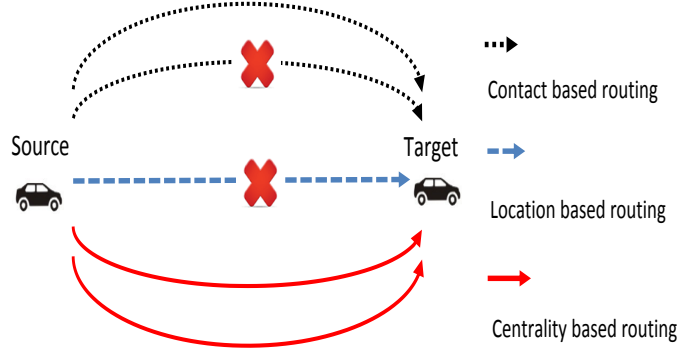 Contact based routing
Source
Target
Location based routing
Centrality based routing